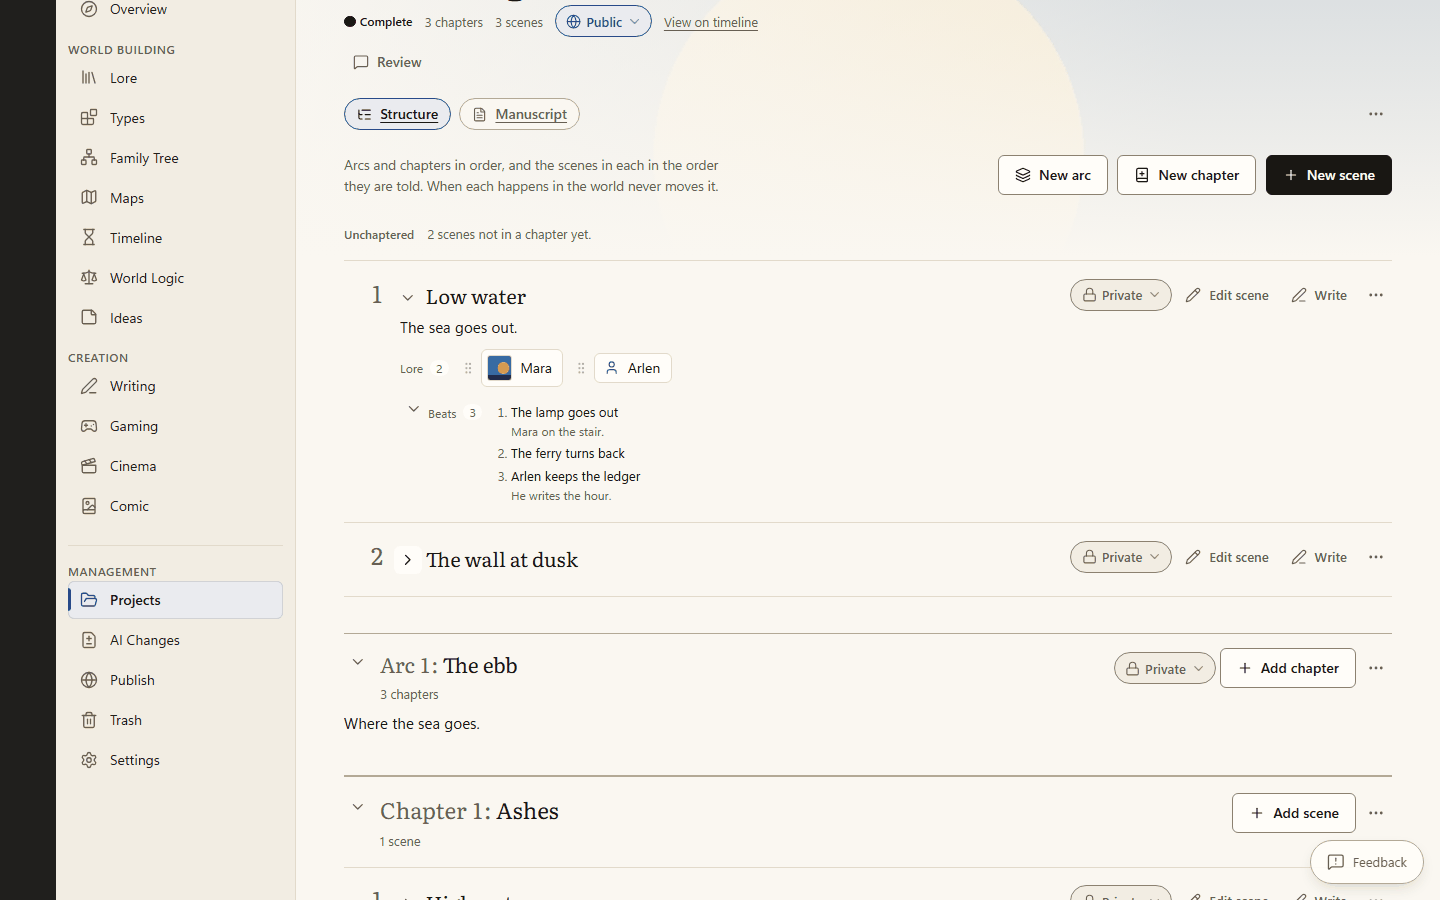 Overview
WORLD BUILDING
Lore
Types
Family Tree
Maps
Timeline
World Logic
Ideas
CREATION
Writing
Gaming
Cinema
Comic
MANAGEMENT
Projects
AI Changes
Publish
Trash
Settings
Complete 3 chapters 3 scenes Public View on timeline
Review
Structure Manuscript
Arcs and chapters in order, and the scenes in each in the order
they are told. When each happens in the world never moves it.
New arc New chapter New scene
Unchaptered 2 scenes not in a chapter yet.
1 Low water Private Edit scene Write
The sea goes out.
Lore 2 Mara Arlen
Beats 3 1. The lamp goes out
Mara on the stair.
2. The ferry turns back
3. Arlen keeps the ledger
He writes the hour.
2 The wall at dusk Private Edit scene Write
Arc 1: The ebb Private Add chapter
3 chapters
Where the sea goes.
Chapter 1: Ashes Add scene
1 scene
Feedback